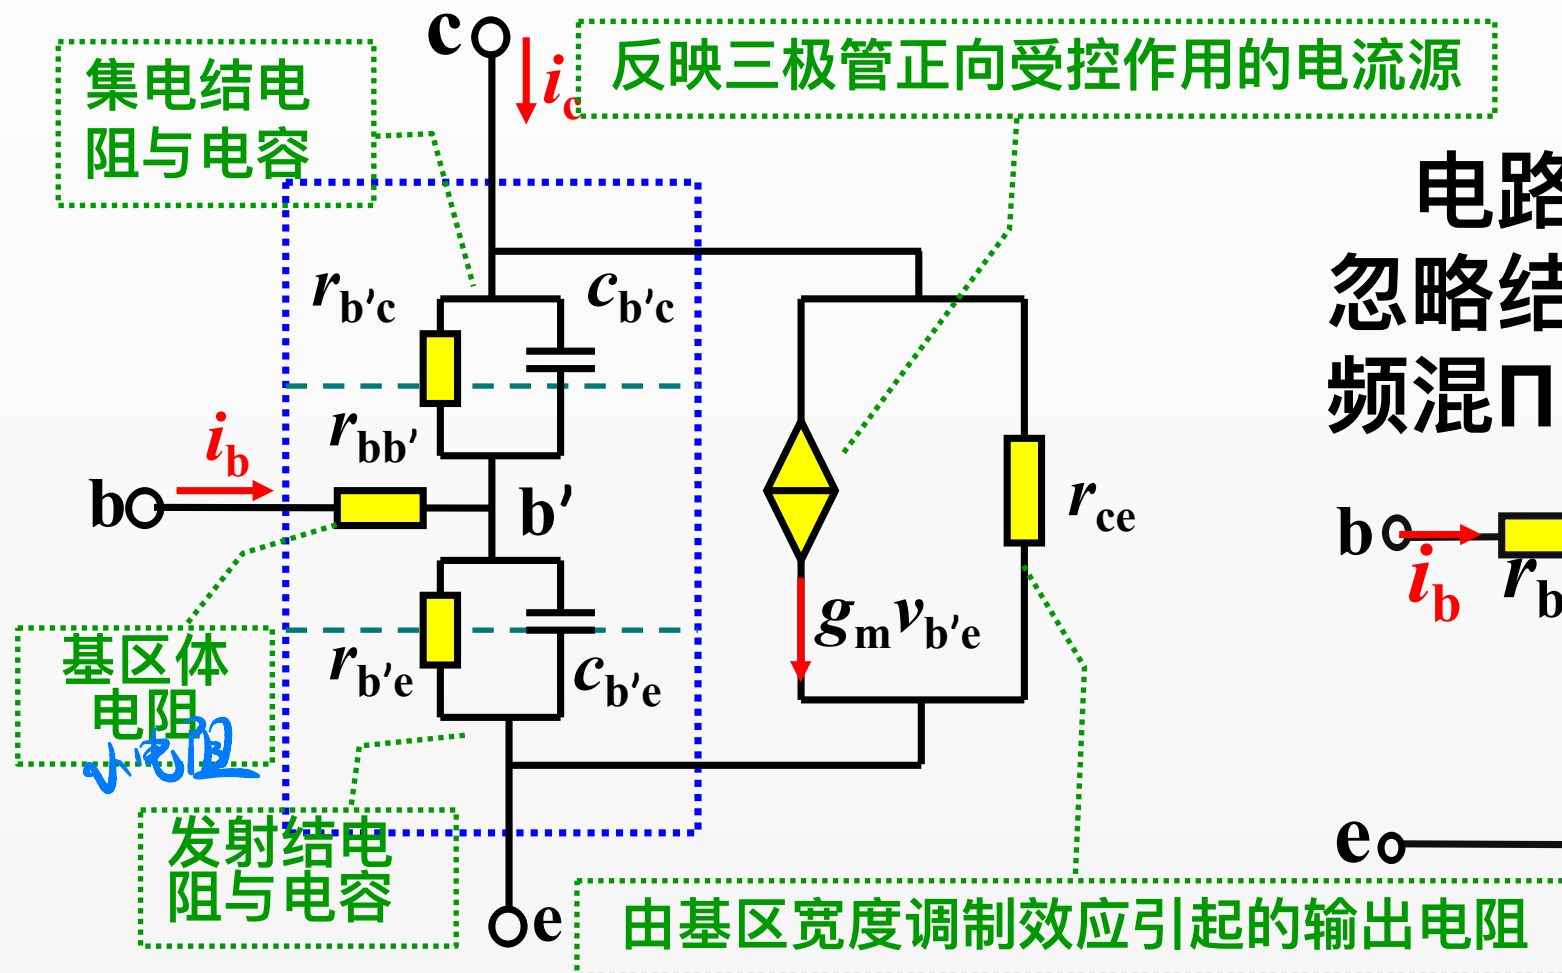 c
i_c
反映三极管正向受控作用的电流源
集电结电
阻与电容
r_b'c
c_b'c
r_bb'
i_b
b
b'
r_ce
g_m v_b'e
r_b'e
c_b'e
基区体
电阻
小电阻
发射结电
阻与电容
e
由基区宽度调制效应引起的输出电阻
电路
忽略结
频混Π
b
i_b
r_b
e